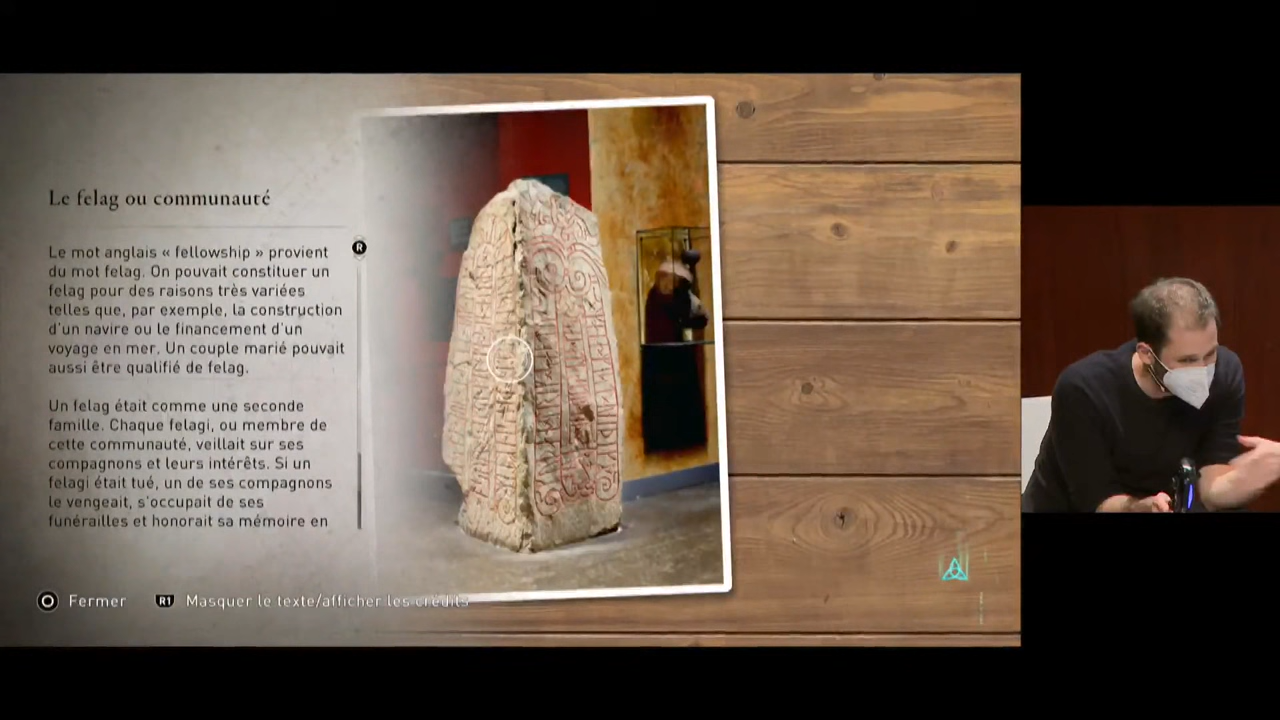 Le felag ou communauté
Le mot anglais « fellowship » provient
du mot felag. On pouvait constituer un
felag pour des raisons très variées
telles que, par exemple, la construction
d'un navire ou le financement d'un
voyage en mer. Un couple marié pouvait
aussi être qualifié de felag.
Un felag était comme une seconde
famille. Chaque felagi, ou membre de
cette communauté, veillait sur ses
compagnons et leurs intérêts. Si un
felagi était tué, un de ses compagnons
le vengeait, s'occupait de ses
funérailles et honorait sa mémoire en
R
Fermer
R1 Masquer le texte/afficher les crédits